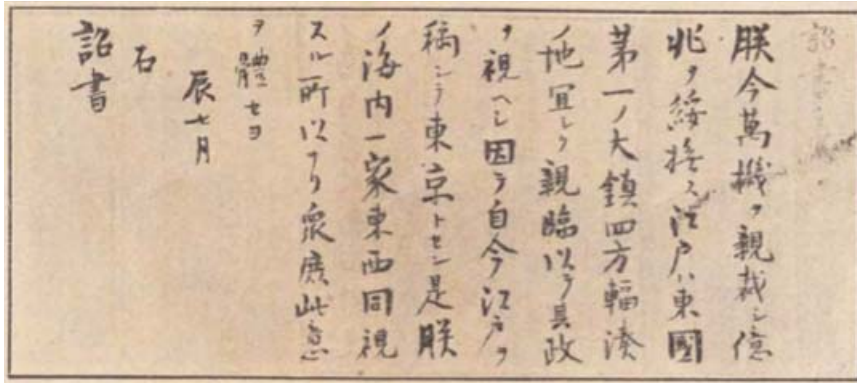 朕今萬機ヲ親裁シ億
兆ヲ綏撫ス江戸ハ東國
第一ノ大鎮四方輻湊
ノ地宜シク親臨以テ其政
ヲ視ヘシ因テ自今江戸ヲ
稱シテ東京トセン是朕
ノ海内一家東西同視
スル所以ナリ衆庶此意
ヲ體セヨ
辰七月
右
詔書